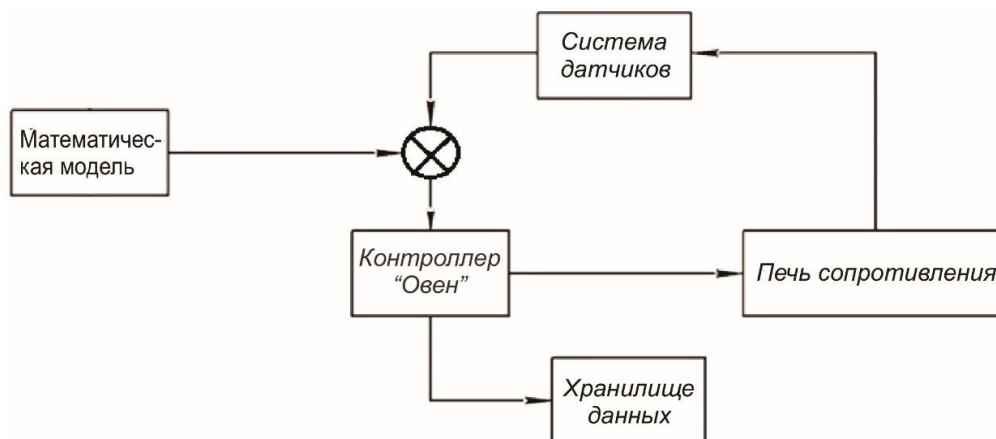 Система
датчиков
Математичес-
кая модель
Контроллер
“Овен”
Печь сопротивления
Хранилище
данных